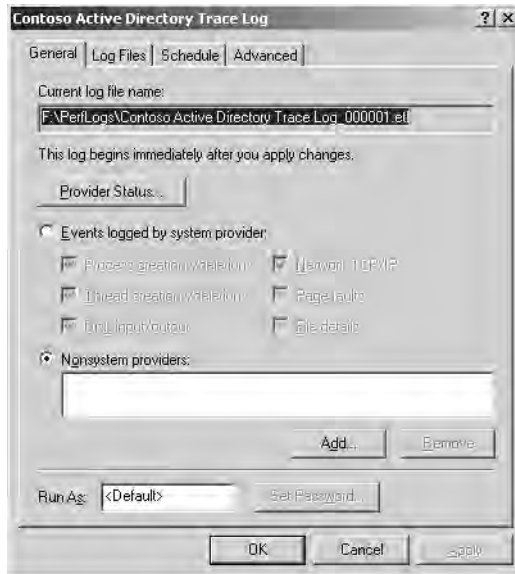 Contoso Active Directory Trace Log
General Log Files Schedule Advanced
Current log file name:
F:\PerfLogs\Contoso Active Directory Trace Log_000001.etl
This log begins immediately after you apply changes.
Provider Status...
Events logged by system provider:
Process creation/deletion Network TCP/IP
Thread creation/deletion Page faults
Disk input/output File details
Nonsystem providers:
Add... Remove
Run As: <Default> Set Password...
OK Cancel Apply